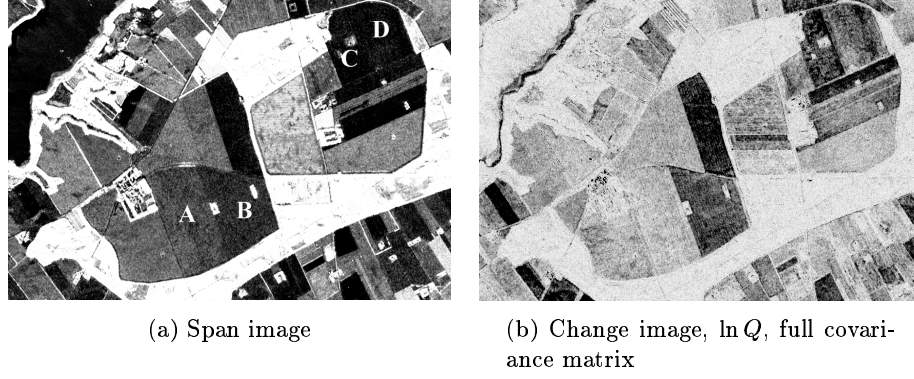 D
C
A
B
(a) Span image
(b) Change image, ln Q, full covari-
ance matrix